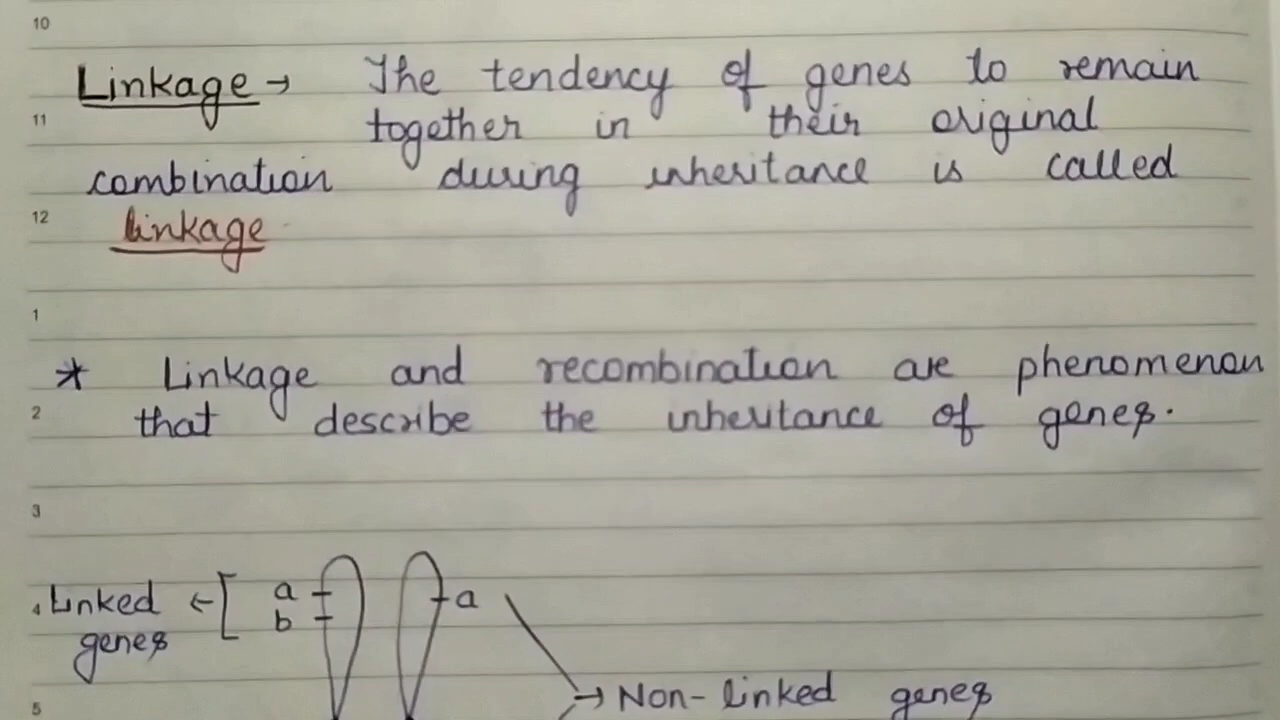 10
Linkage → The tendency of genes to remain
11 together in their original
combination during inheritance is called
12 linkage
1
* Linkage and recombination are phenomenon
2 that describe the inheritance of genes.
3
4 Linked genes ← [ a b
a
→ Non-linked genes
5